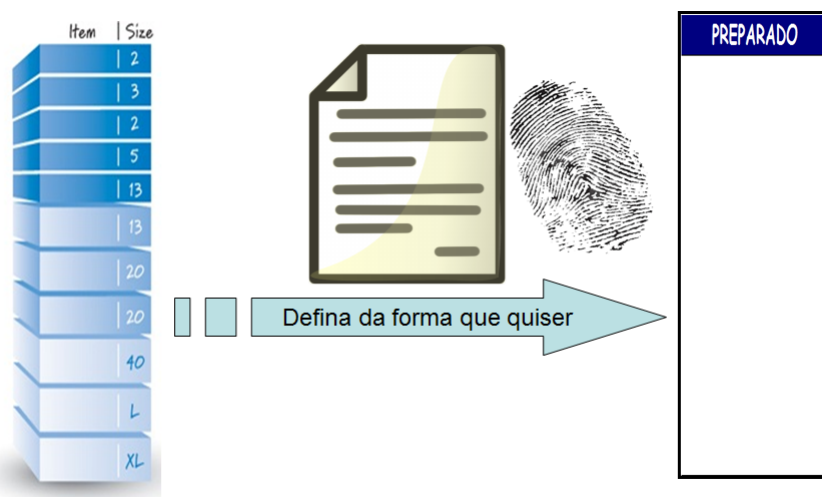 Item | Size
2
3
2
5
13
13
20
20
40
L
XL
Defina da forma que quiser
PREPARADO